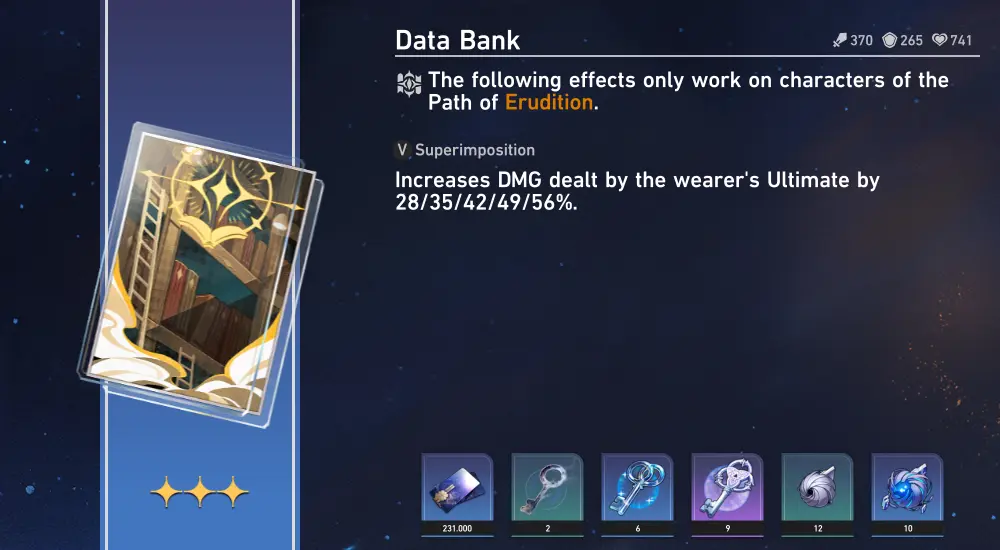 Data Bank
370 265 741
The following effects only work on characters of the
Path of Erudition.
V Superimposition
Increases DMG dealt by the wearer's Ultimate by
28/35/42/49/56%.
231.000 2 6 9 12 10